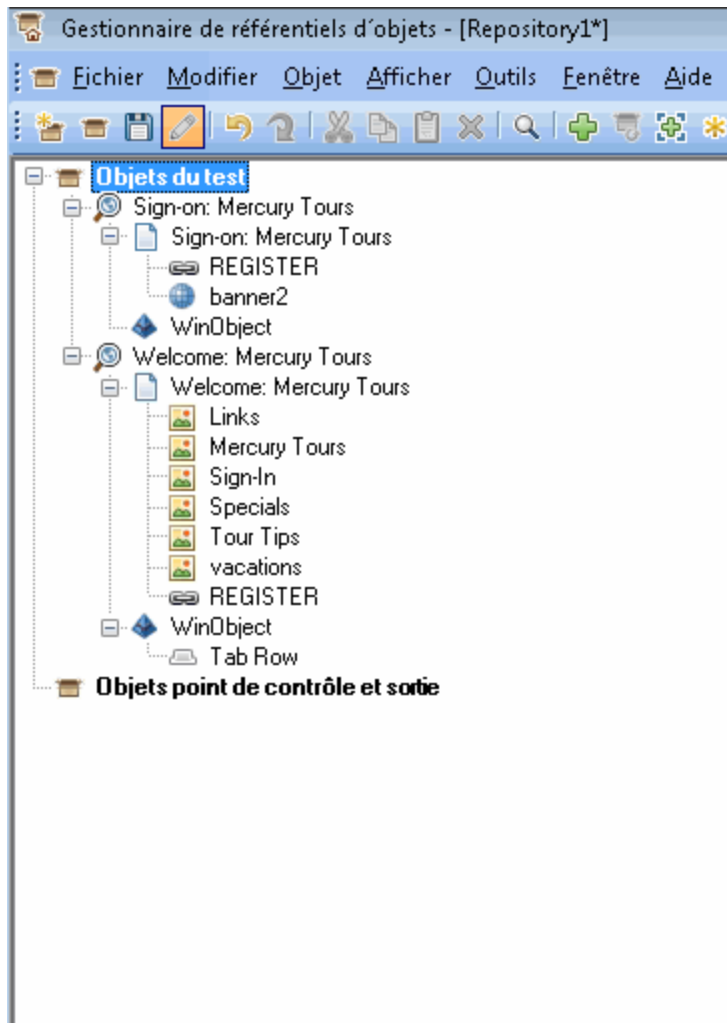 Gestionnaire de référentiels d´objets - [Repository1*]
Fichier Modifier Objet Afficher Outils Fenêtre Aide
Objets du test
Sign-on: Mercury Tours
Sign-on: Mercury Tours
REGISTER
banner2
WinObject
Welcome: Mercury Tours
Welcome: Mercury Tours
Links
Mercury Tours
Sign-In
Specials
Tour Tips
vacations
REGISTER
WinObject
Tab Row
Objets point de contrôle et sortie